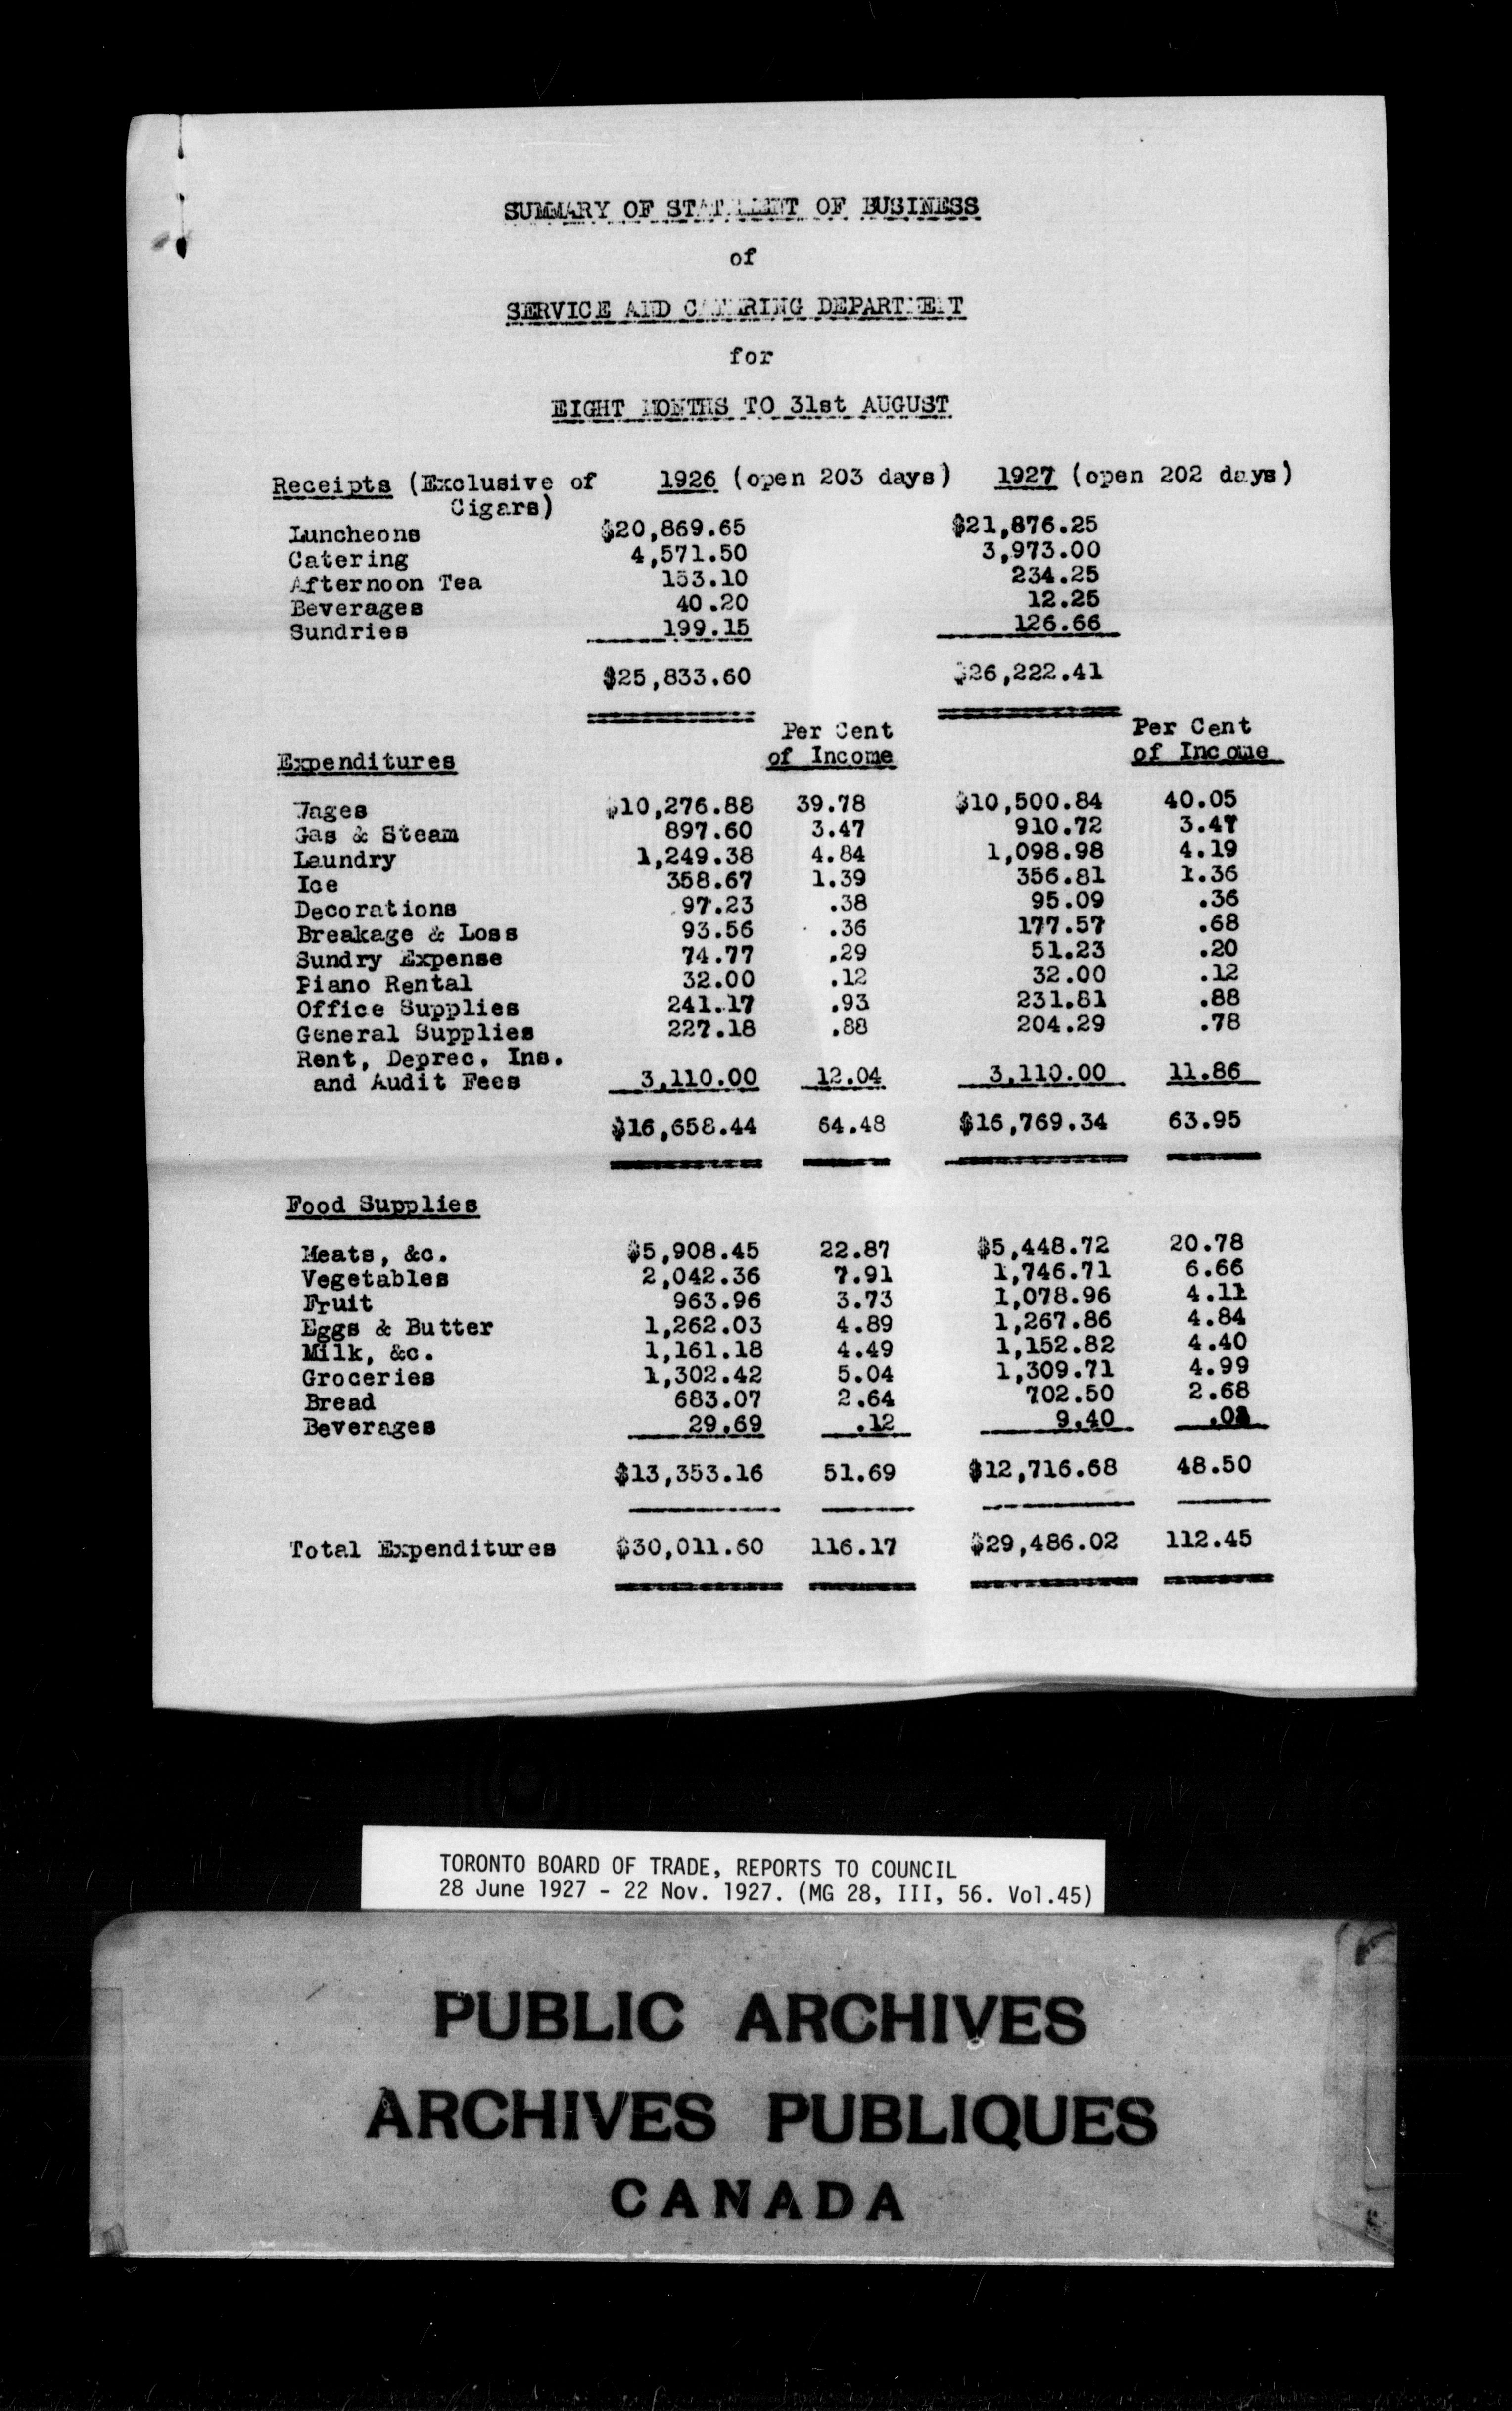 SUMMARY OF STATEMENT OF BUSINESS
of
SERVICE AND CATERING DEPARTMENT
for
EIGHT MONTHS TO 31st AUGUST
Receipts (Exclusive of Cigars) 1926 (open 203 days) 1927 (open 202 days)
Luncheons $20,869.65 $21,876.25
Catering 4,571.50 3,973.00
Afternoon Tea 153.10 234.25
Beverages 40.20 12.25
Sundries 199.15 126.66
$25,833.60 $26,222.41
Per Cent Per Cent
Expenditures of Income of Income
Wages $10,276.88 39.78 $10,500.84 40.05
Gas & Steam 897.60 3.47 910.72 3.47
Laundry 1,249.38 4.84 1,098.98 4.19
Ice 358.67 1.39 356.81 1.36
Decorations 97.23 .38 95.09 .36
Breakage & Loss 93.56 .36 177.57 .68
Sundry Expense 74.77 .29 51.23 .20
Piano Rental 32.00 .12 32.00 .12
Office Supplies 241.17 .93 231.81 .88
General Supplies 227.18 .88 204.29 .78
Rent, Deprec. Ins.
and Audit Fees 3,110.00 12.04 3,110.00 11.86
$16,658.44 64.48 $16,769.34 63.95
Food Supplies
Meats, &c. $5,908.45 22.87 $5,448.72 20.78
Vegetables 2,042.36 7.91 1,746.71 6.66
Fruit 963.96 3.73 1,078.96 4.11
Eggs & Butter 1,262.03 4.89 1,267.86 4.84
Milk, &c. 1,161.18 4.49 1,152.82 4.40
Groceries 1,302.42 5.04 1,309.71 4.99
Bread 683.07 2.64 702.50 2.68
Beverages 29.69 .12 9.40
$13,353.16 51.69 $12,716.68 48.50
Total Expenditures $30,011.60 116.17 $29,486.02 112.45
TORONTO BOARD OF TRADE, REPORTS TO COUNCIL
28 June 1927 - 22 Nov. 1927. (MG 28, III, 56. Vol.45)
PUBLIC ARCHIVES
ARCHIVES PUBLIQUES
CANADA